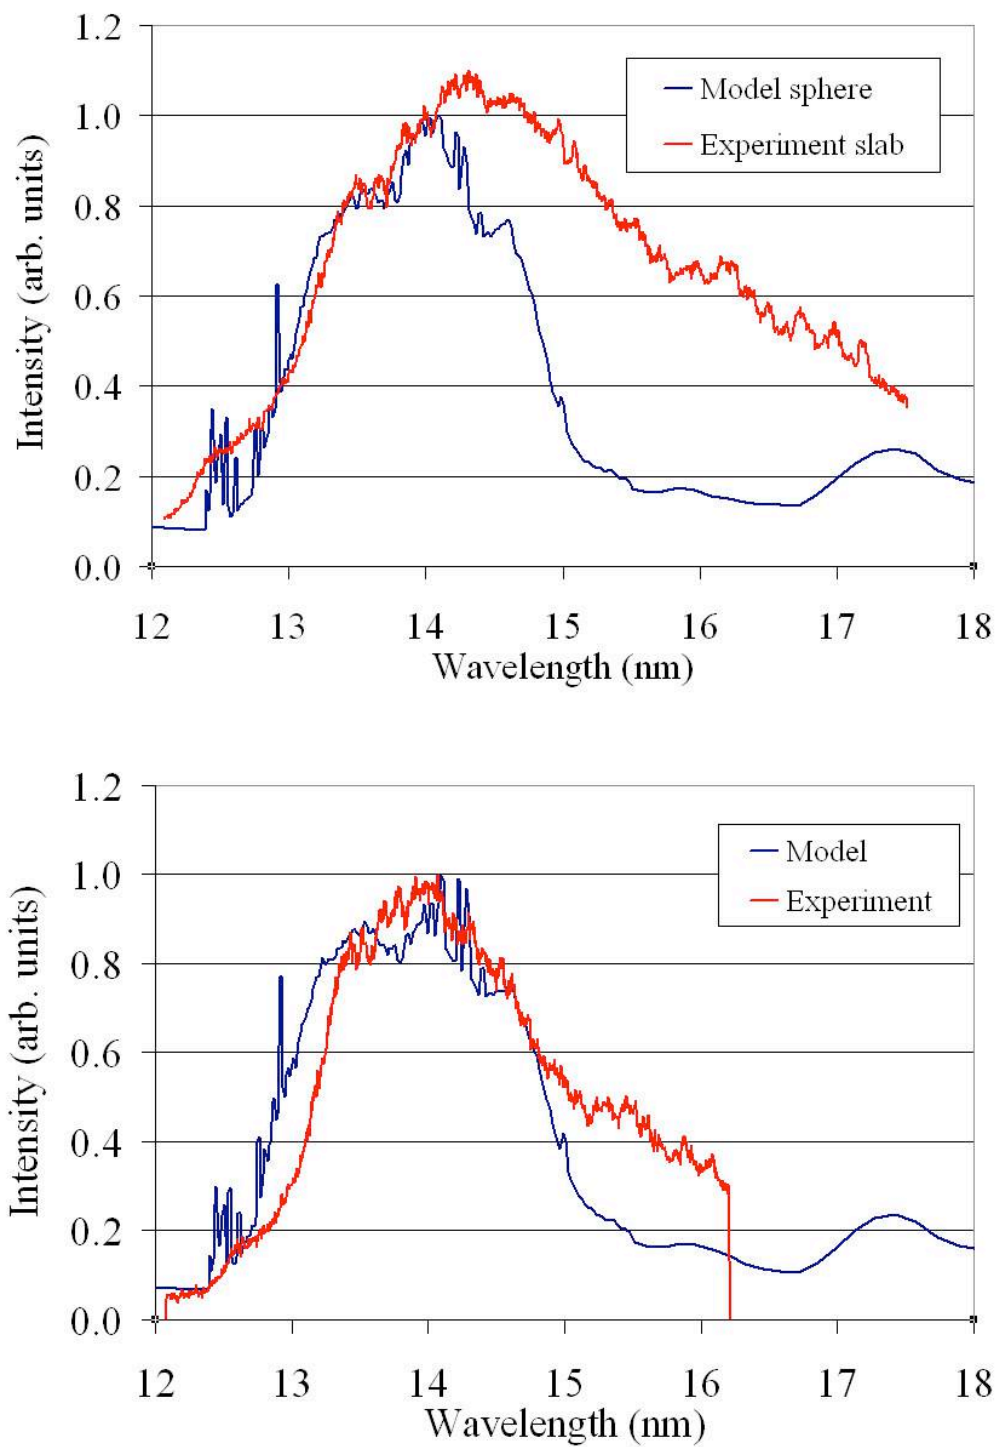 1.2
1.0
0.8
0.6
0.4
0.2
0.0
Intensity (arb. units)
Model sphere
Experiment slab
12 13 14 15 16 17 18
Wavelength (nm)
1.2
1.0
0.8
0.6
0.4
0.2
0.0
Intensity (arb. units)
Model
Experiment
12 13 14 15 16 17 18
Wavelength (nm)